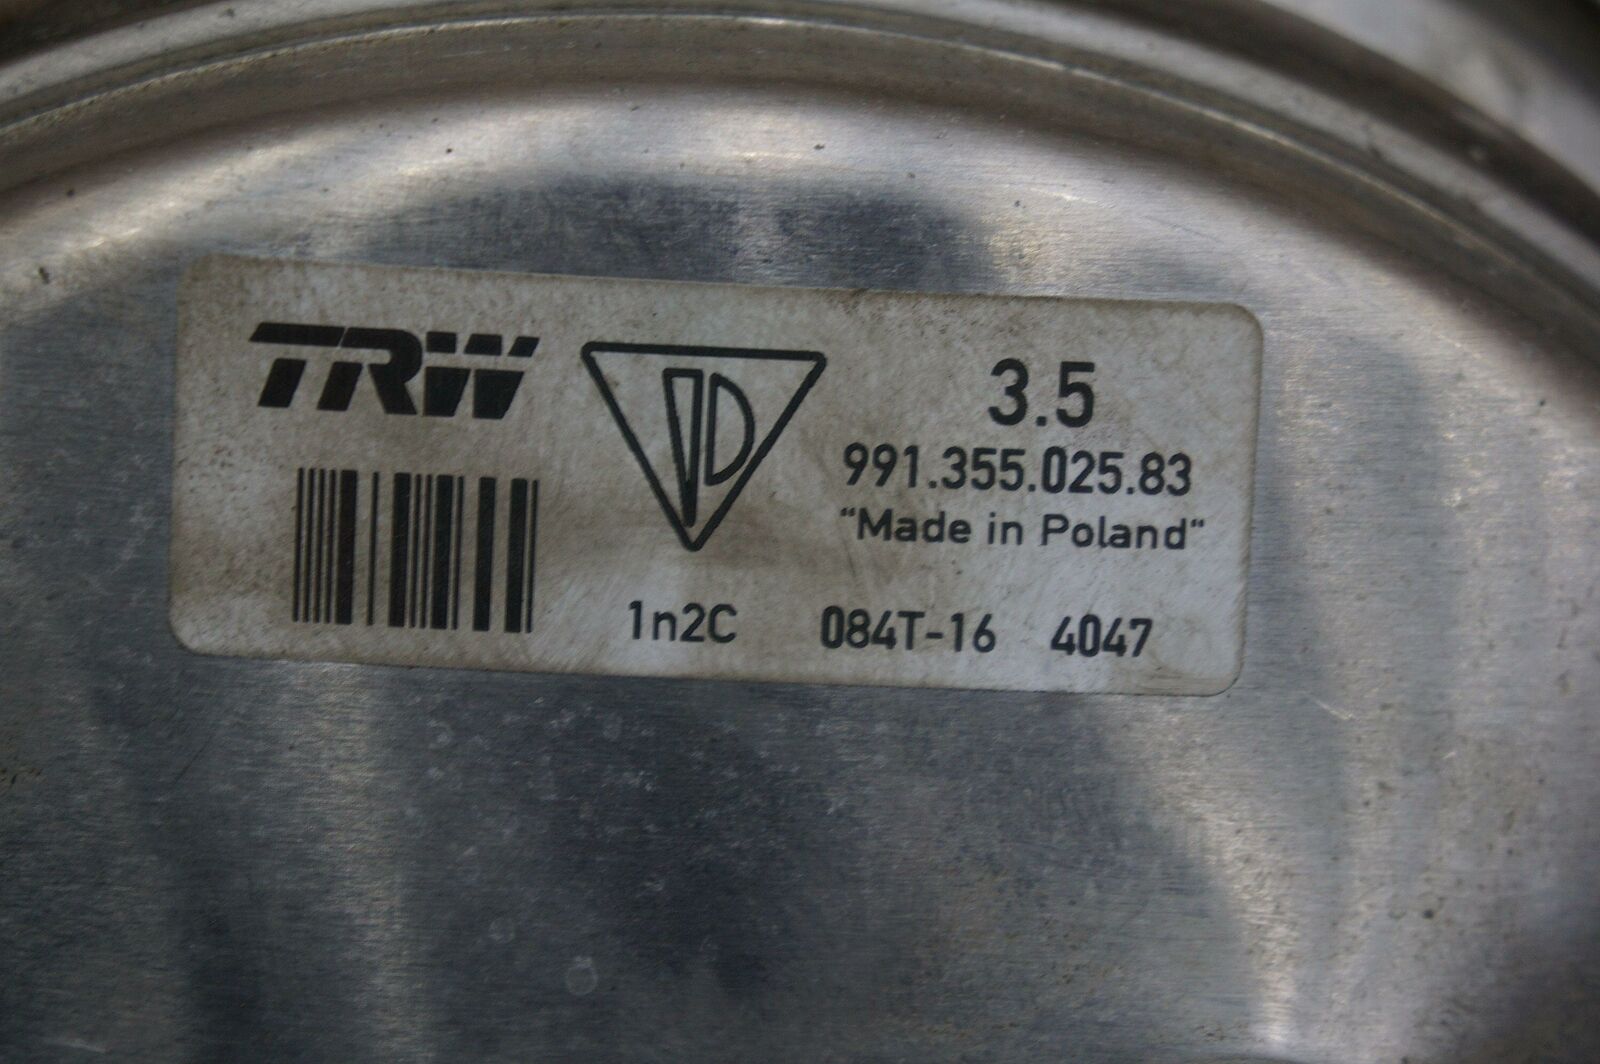 TRW
3.5
991.355.025.83
"Made in Poland"
1n2C 084T-16 4047